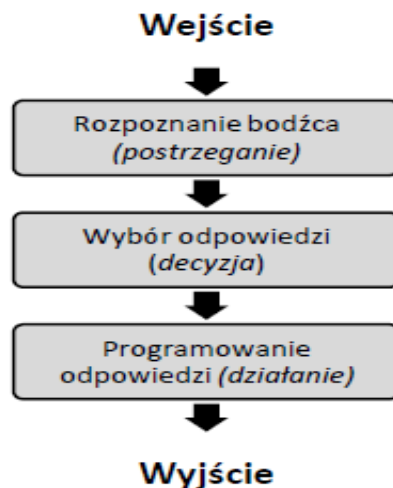 Wejście
Rozpoznanie bodźca
(postrzeganie)
Wybór odpowiedzi
(decyzja)
Programowanie
odpowiedzi (działanie)
Wyjście